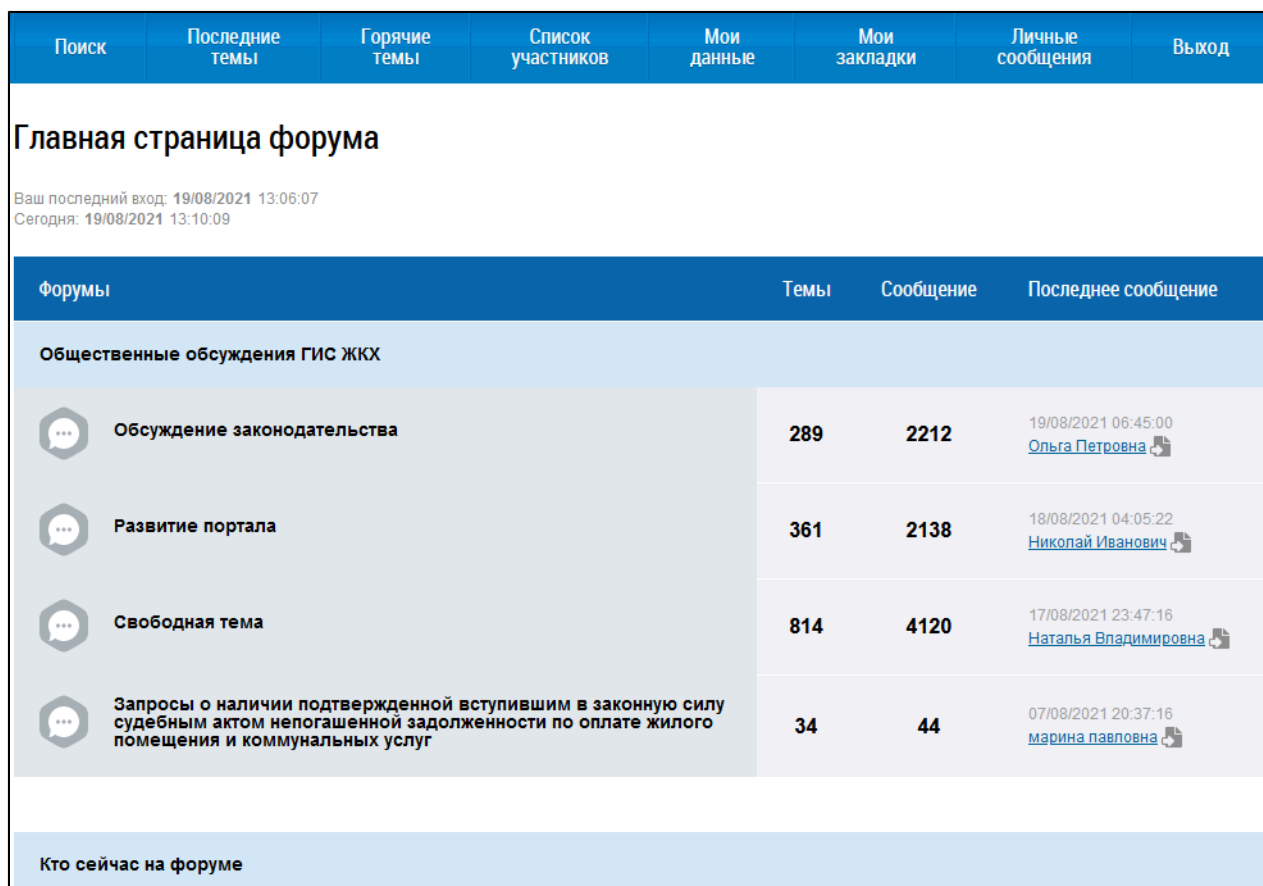 Поиск
Последние темы
Горячие темы
Список участников
Мои данные
Мои закладки
Личные сообщения
Выход
Главная страница форума
Ваш последний вход: 19/08/2021 13:06:07
Сегодня: 19/08/2021 13:10:09
Форумы Темы Сообщение Последнее сообщение
Общественные обсуждения ГИС ЖКХ
Обсуждение законодательства 289 2212
19/08/2021 06:45:00
Ольга Петровна
Развитие портала 361 2138
18/08/2021 04:05:22
Николай Иванович
Свободная тема 814 4120
17/08/2021 23:47:16
Наталья Владимировна
Запросы о наличии подтвержденной вступившим в законную силу
судебным актом непогашенной задолженности по оплате жилого
помещения и коммунальных услуг
34 44
07/08/2021 20:37:16
марина павловна
Кто сейчас на форуме